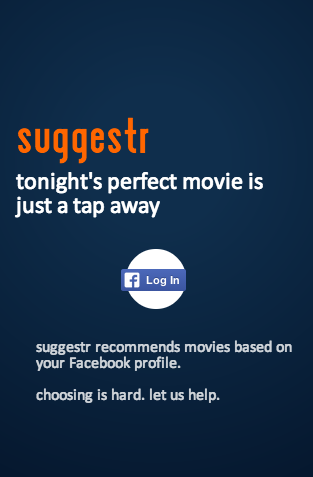 suggestr
tonight's perfect movie is
just a tap away
f Log In
suggestr recommends movies based on
your Facebook profile.
choosing is hard. let us help.